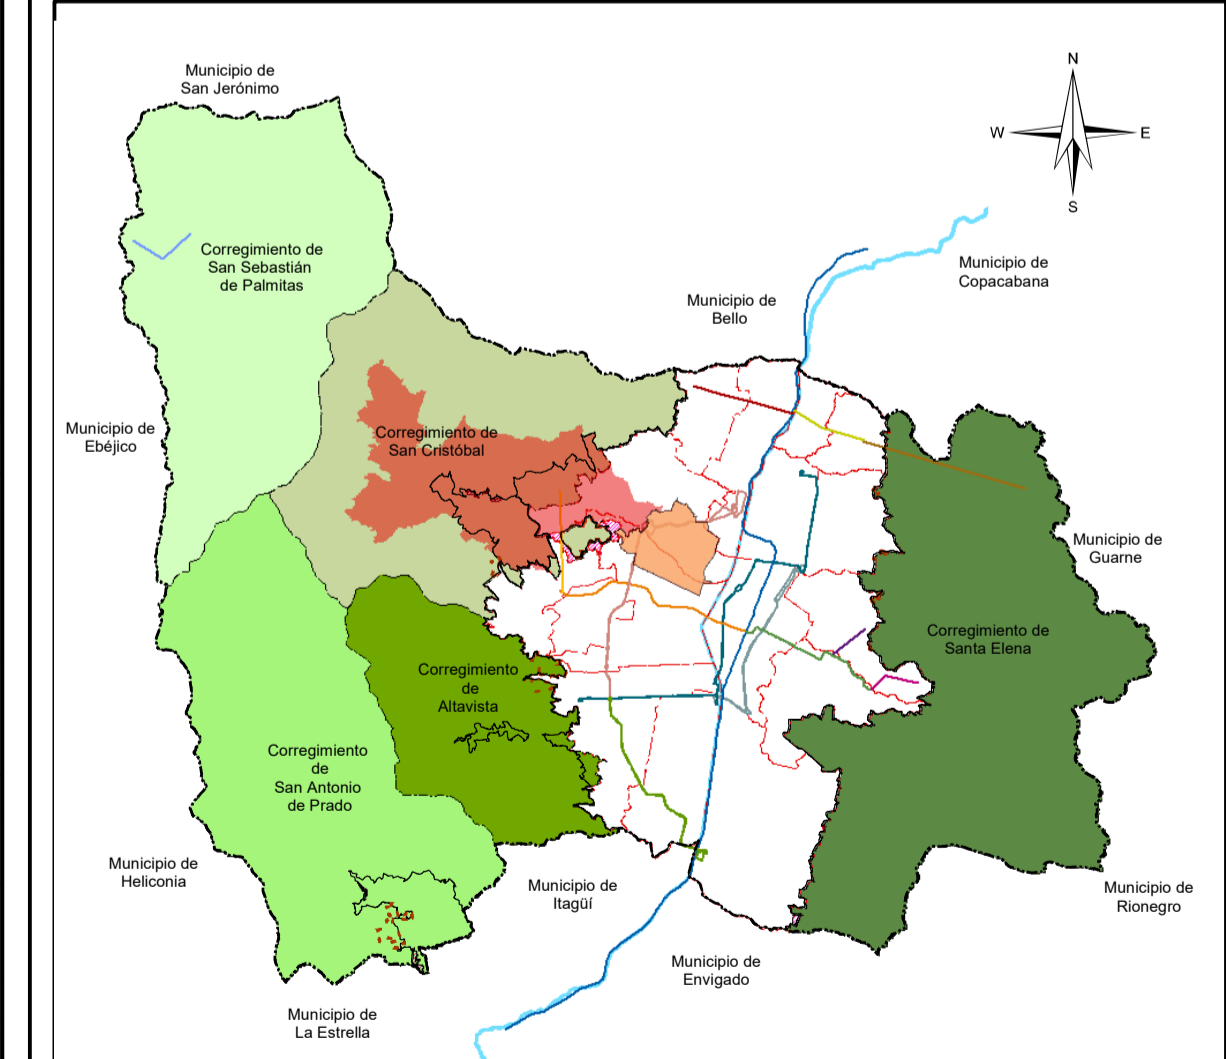 Municipio de
San Jerónimo
N
W
E
S
Corregimiento de
San Sebastián
de Palmitas
Municipio de
Copacabana
Municipio de
Bello
Municipio de
Ebéjico
Corregimiento de
San Cristóbal
Municipio de
Guarne
Corregimiento de
Santa Elena
Corregimiento
de
Altavista
Corregimiento
de
San Antonio
de Prado
Municipio de
Heliconia
Municipio de
Itagüí
Municipio de
Rionegro
Municipio de
Envigado
Municipio de
La Estrella